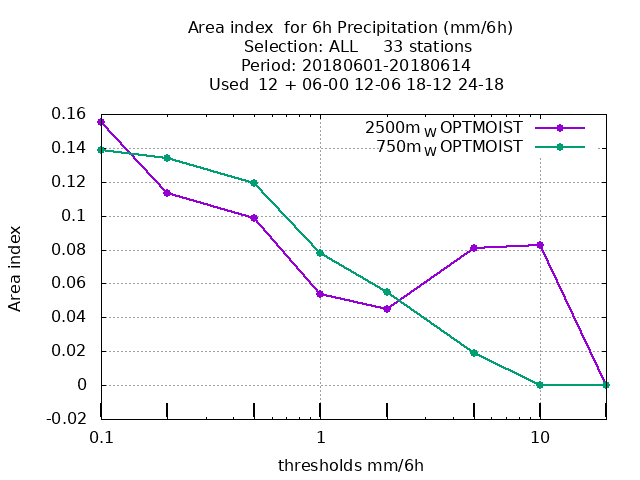 Area index  for 6h Precipitation (mm/6h)
Selection: ALL     33 stations
Period: 20180601-20180614
Used  12 + 06-00 12-06 18-12 24-18
2500m W OPTMOIST
750m W OPTMOIST
0.16
0.14
0.12
0.1
0.08
0.06
0.04
0.02
0
-0.02
Area index
0.1
1
10
thresholds mm/6h